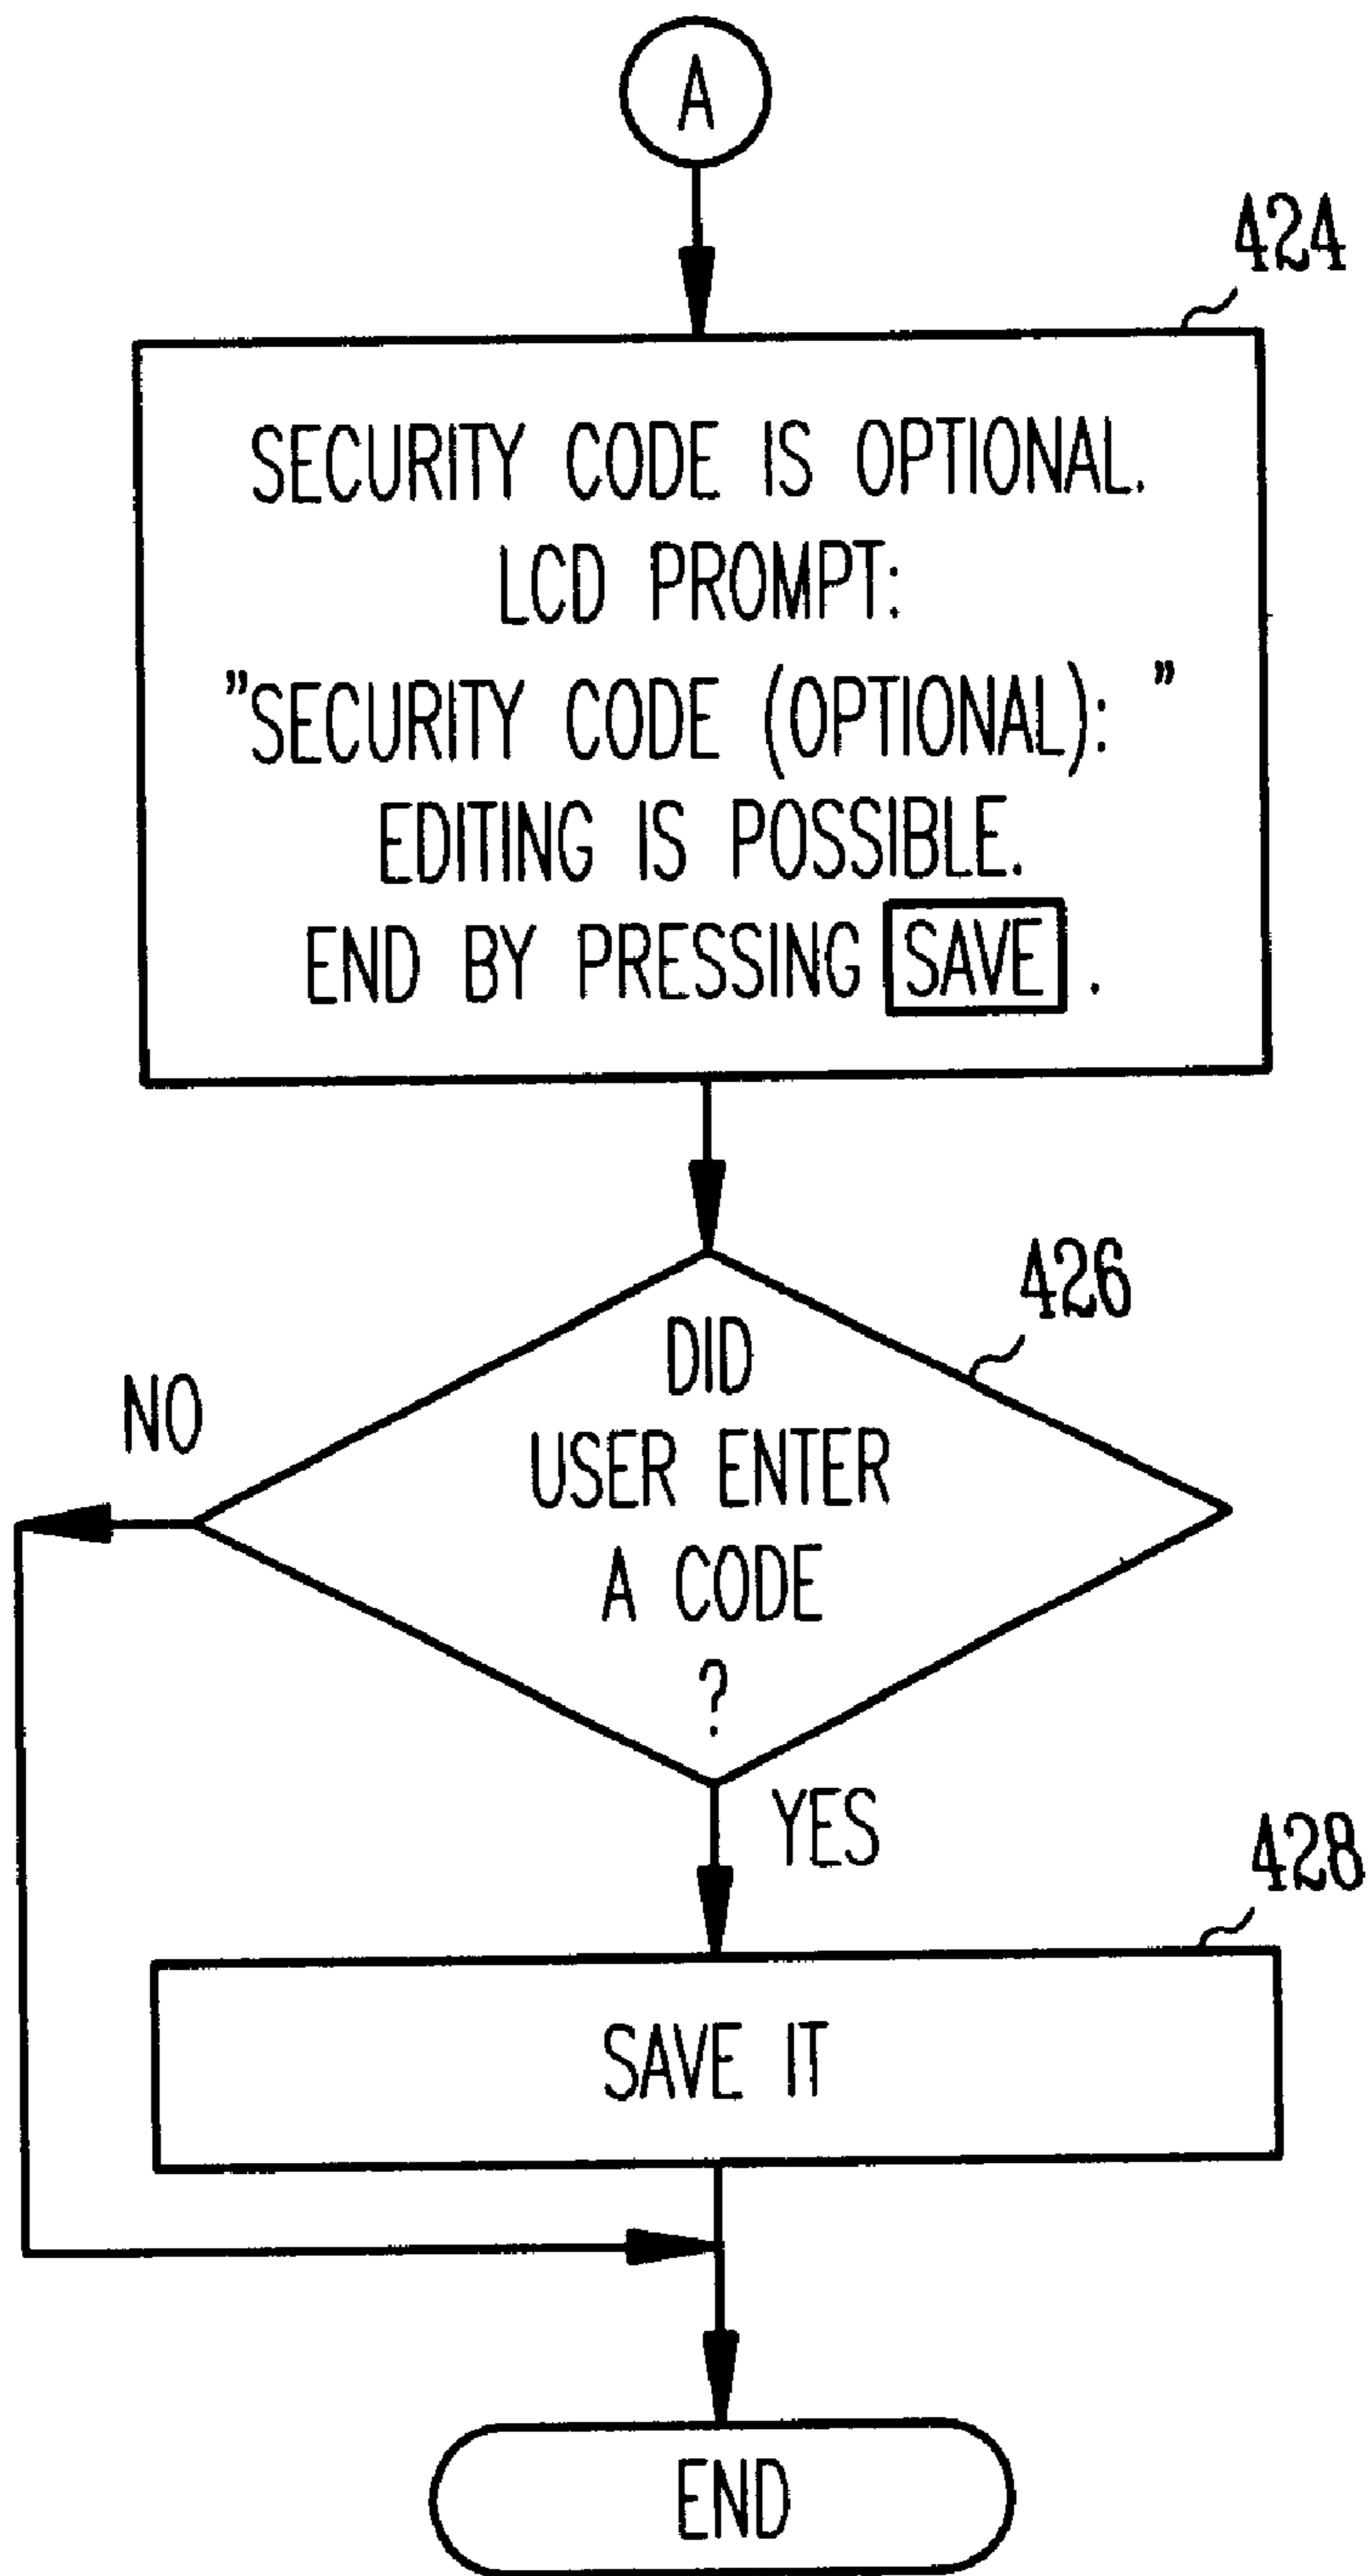 A
424
SECURITY CODE IS OPTIONAL.
LCD PROMPT:
"SECURITY CODE (OPTIONAL): "
EDITING IS POSSIBLE.
END BY PRESSING SAVE .
426
DID
USER ENTER
A CODE
?
NO
YES
428
SAVE IT
END